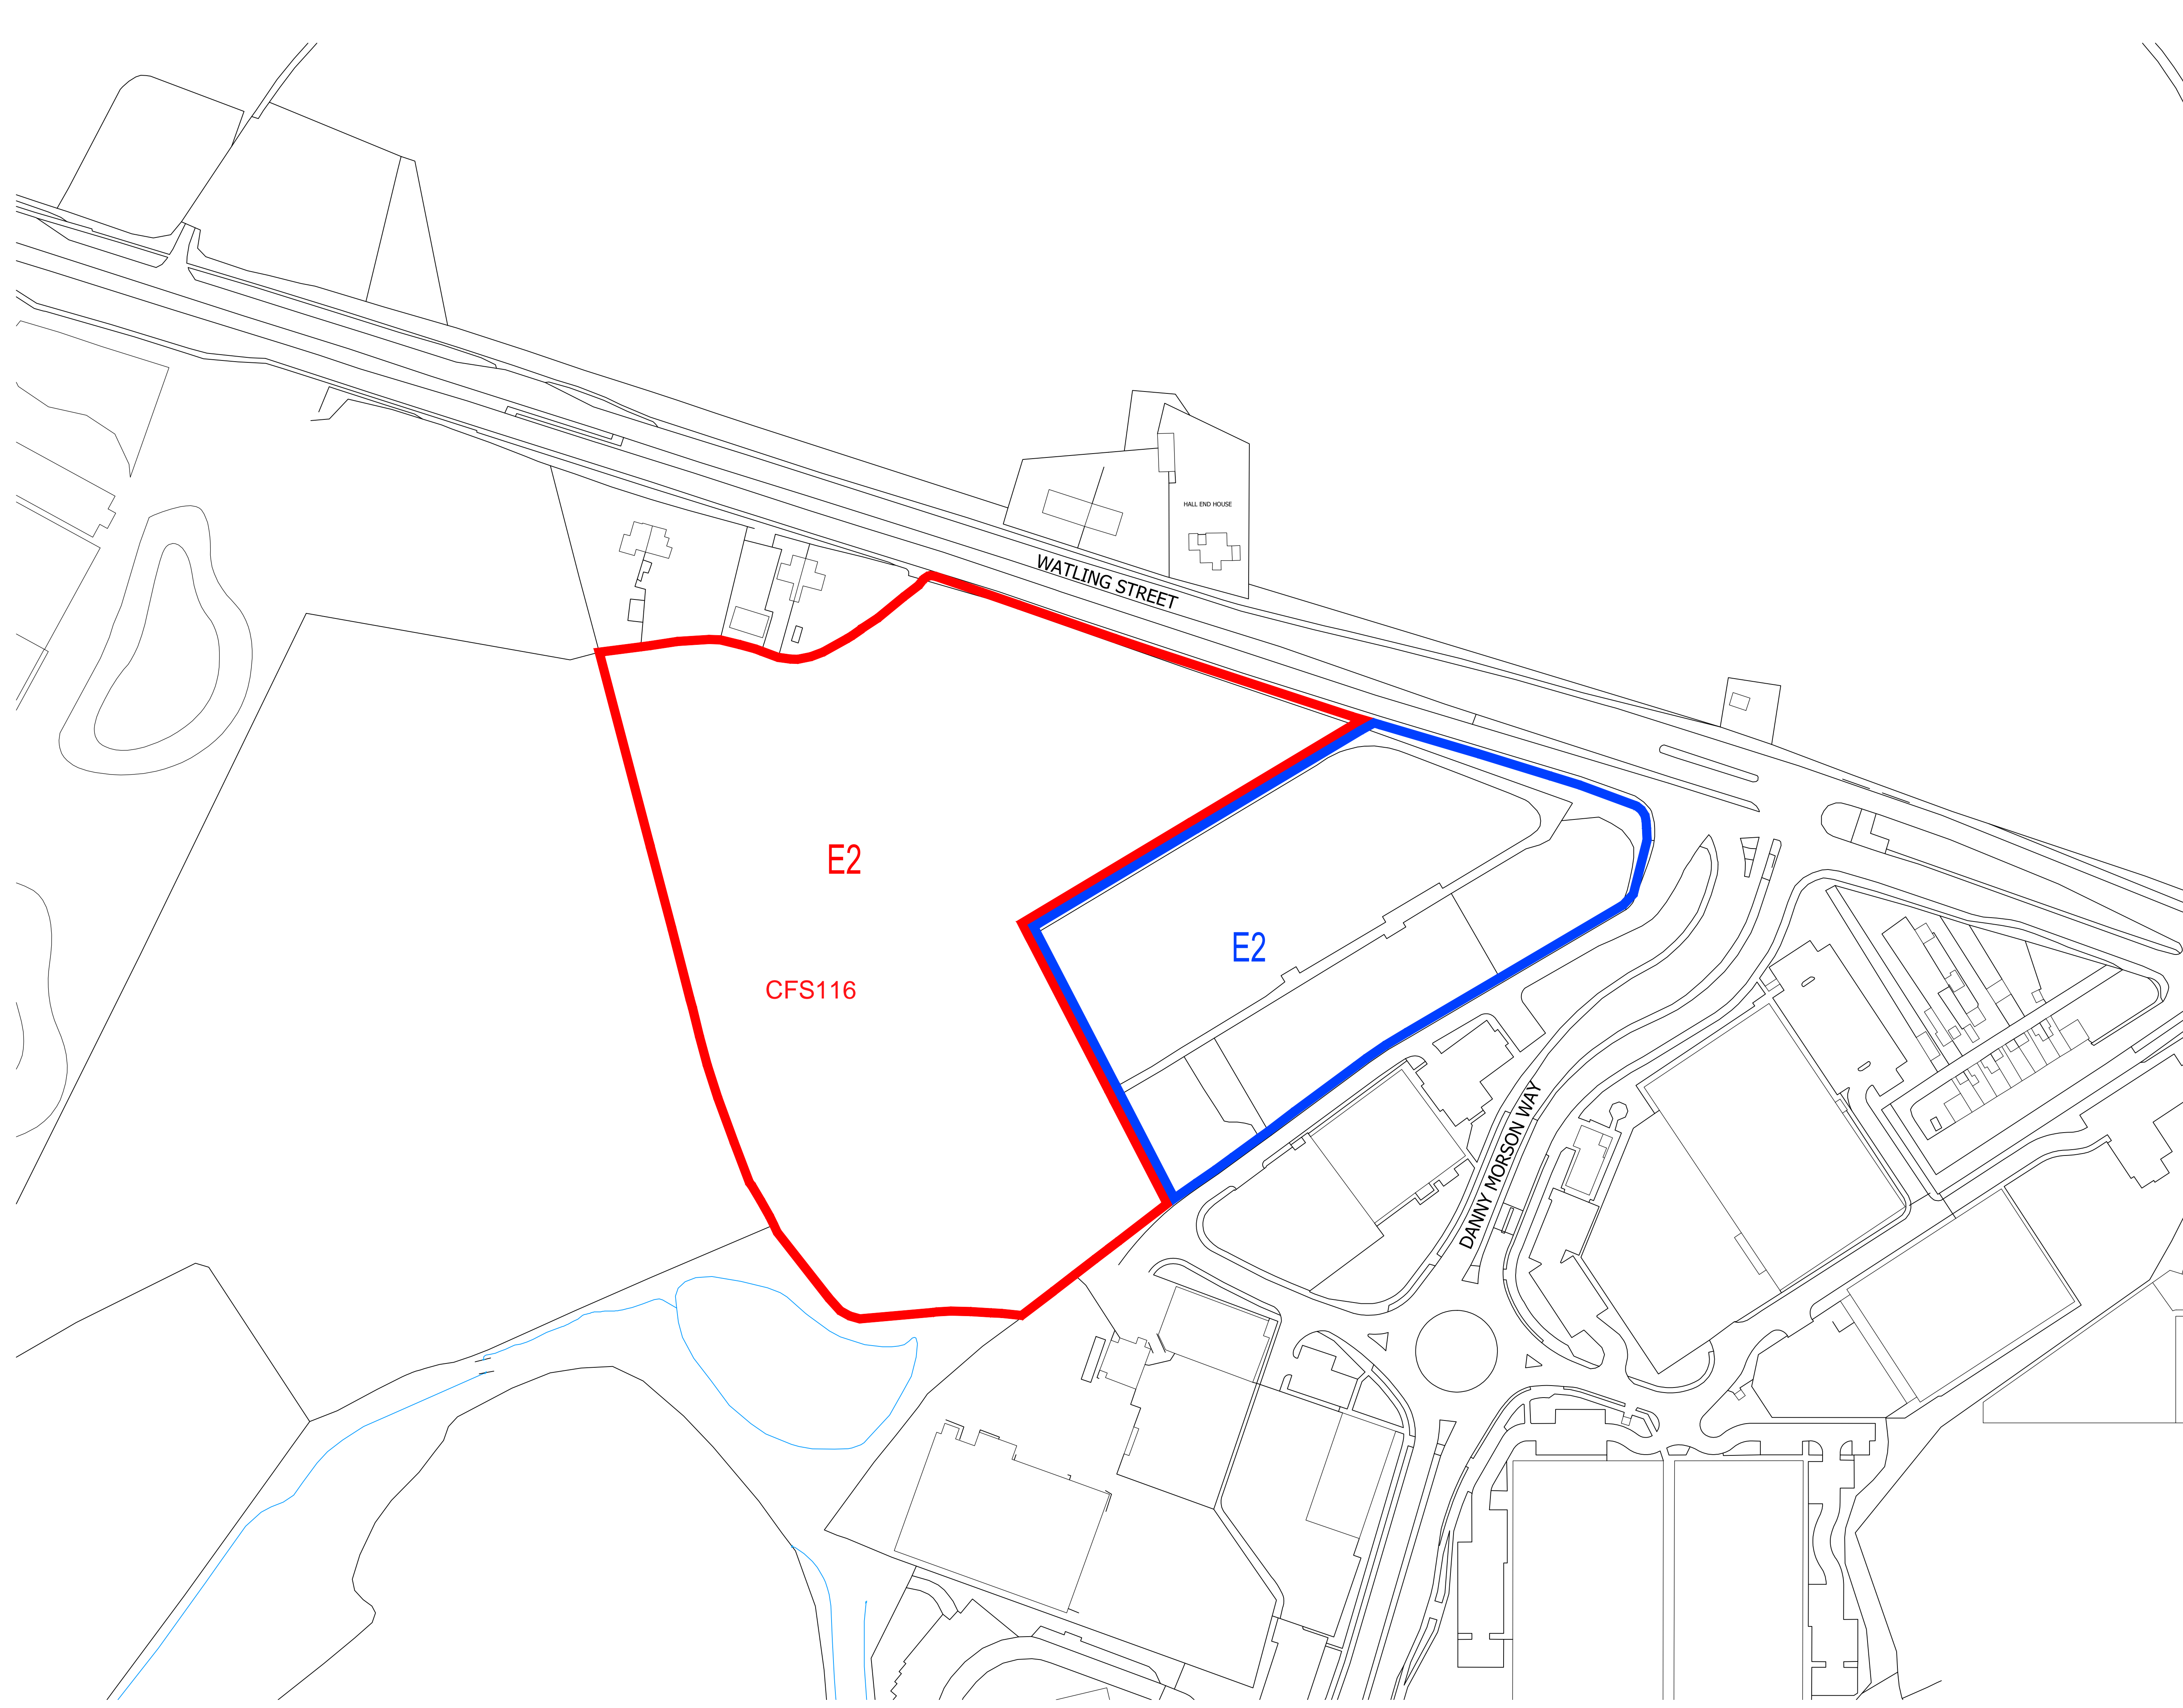 HALL END HOUSE
WATLING STREET
E2
E2
CFS116
DANNY MORSON WAY